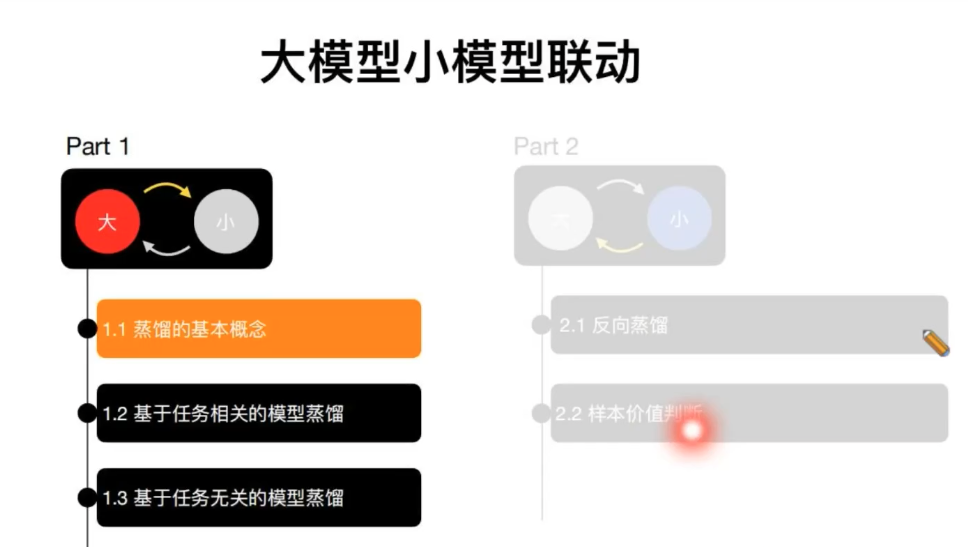 大模型小模型联动
Part 1
大
小
1.1 蒸馏的基本概念
1.2 基于任务相关的模型蒸馏
1.3 基于任务无关的模型蒸馏
Part 2
大
小
2.1 反向蒸馏
2.2 样本价值判断